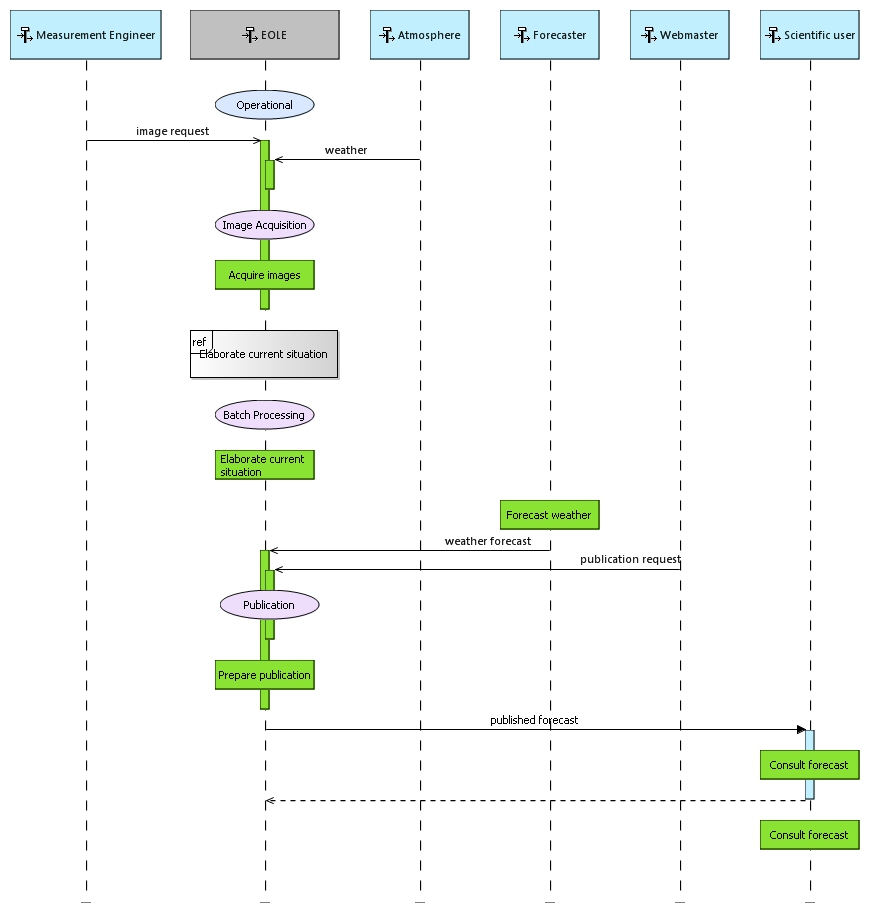 Measurement Engineer
EOLE
Atmosphere
Forecaster
Webmaster
Scientific user
Operational
image request
weather
Image Acquisition
Acquire images
ref
Elaborate current situation
Batch Processing
Elaborate current
situation
Forecast weather
weather forecast
publication request
Publication
Prepare publication
published forecast
Consult forecast
Consult forecast